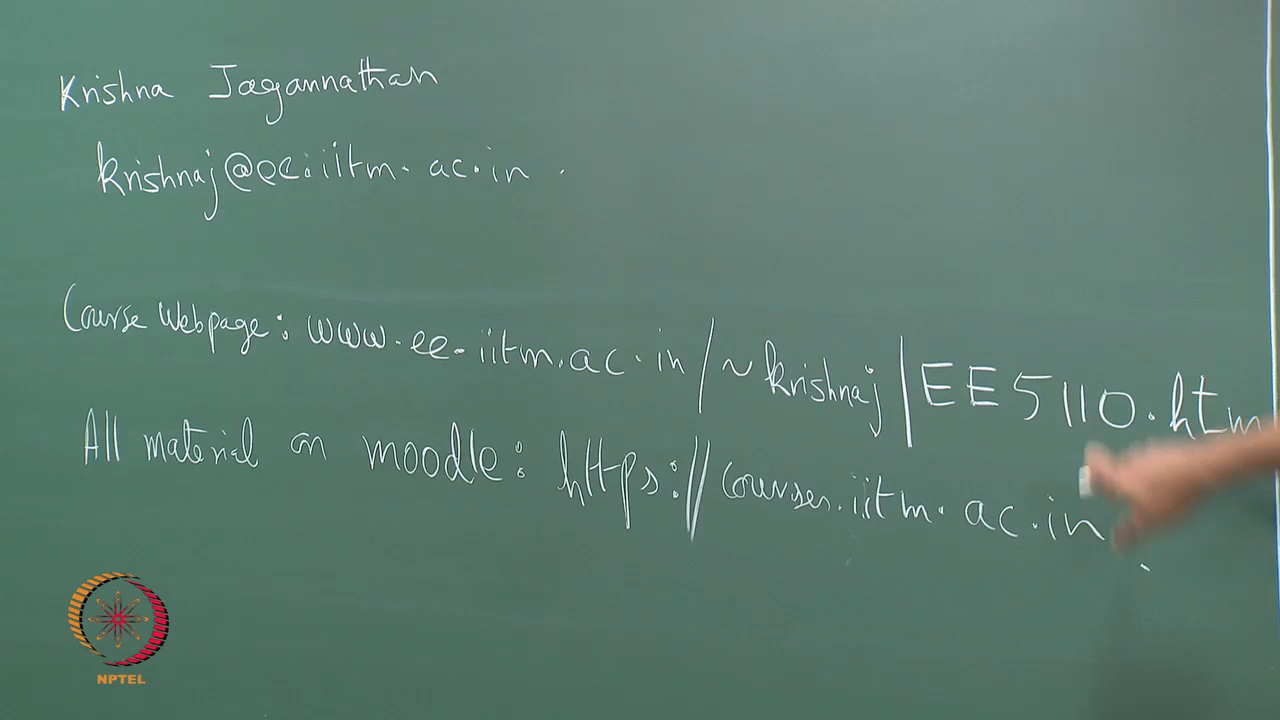 Krishna Jagannathan
krishnaj@ee.iitm.ac.in.
Course Webpage: www.ee.iitm.ac.in/~krishnaj/EE5110.htm
All material on moodle: https://courses.iitm.ac.in.
NPTEL